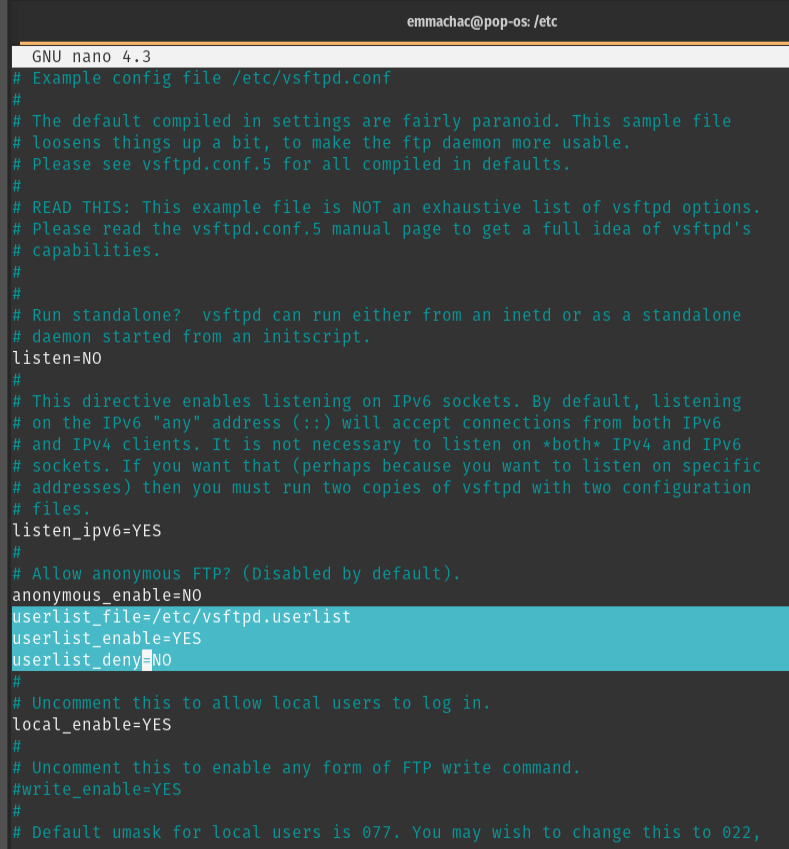 emmachac@pop-os: /etc
GNU nano 4.3
# Example config file /etc/vsftpd.conf
#
# The default compiled in settings are fairly paranoid. This sample file
# loosens things up a bit, to make the ftp daemon more usable.
# Please see vsftpd.conf.5 for all compiled in defaults.
#
# READ THIS: This example file is NOT an exhaustive list of vsftpd options.
# Please read the vsftpd.conf.5 manual page to get a full idea of vsftpd's
# capabilities.
#
#
# Run standalone?  vsftpd can run either from an inetd or as a standalone
# daemon started from an initscript.
listen=NO
#
# This directive enables listening on IPv6 sockets. By default, listening
# on the IPv6 "any" address (::) will accept connections from both IPv6
# and IPv4 clients. It is not necessary to listen on *both* IPv4 and IPv6
# sockets. If you want that (perhaps because you want to listen on specific
# addresses) then you must run two copies of vsftpd with two configuration
# files.
listen_ipv6=YES
#
# Allow anonymous FTP? (Disabled by default).
anonymous_enable=NO
userlist_file=/etc/vsftpd.userlist
userlist_enable=YES
userlist_deny=NO
#
# Uncomment this to allow local users to log in.
local_enable=YES
#
# Uncomment this to enable any form of FTP write command.
#write_enable=YES
#
# Default umask for local users is 077. You may wish to change this to 022,